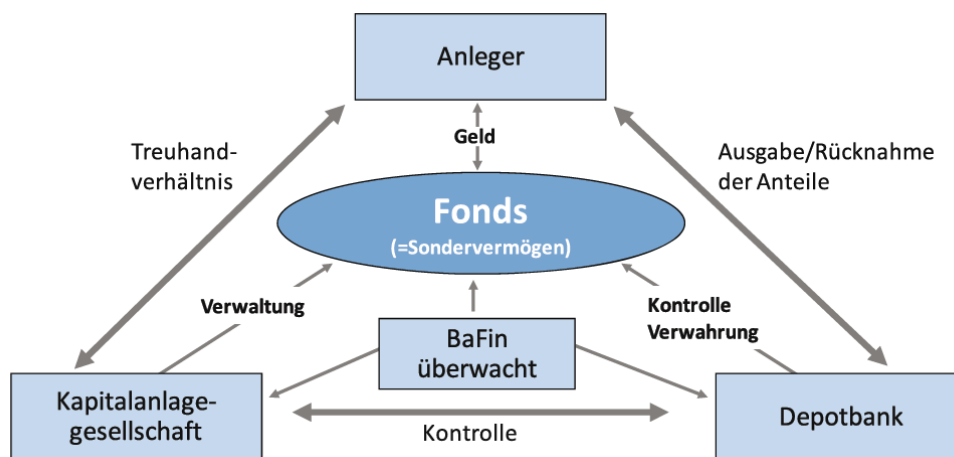 Anleger
Geld
Treuhand-
verhältnis
Ausgabe/Rücknahme
der Anteile
Fonds
(=Sondervermögen)
Verwaltung
Kontrolle
Verwahrung
BaFin
überwacht
Kapitalanlage-
gesellschaft
Kontrolle
Depotbank